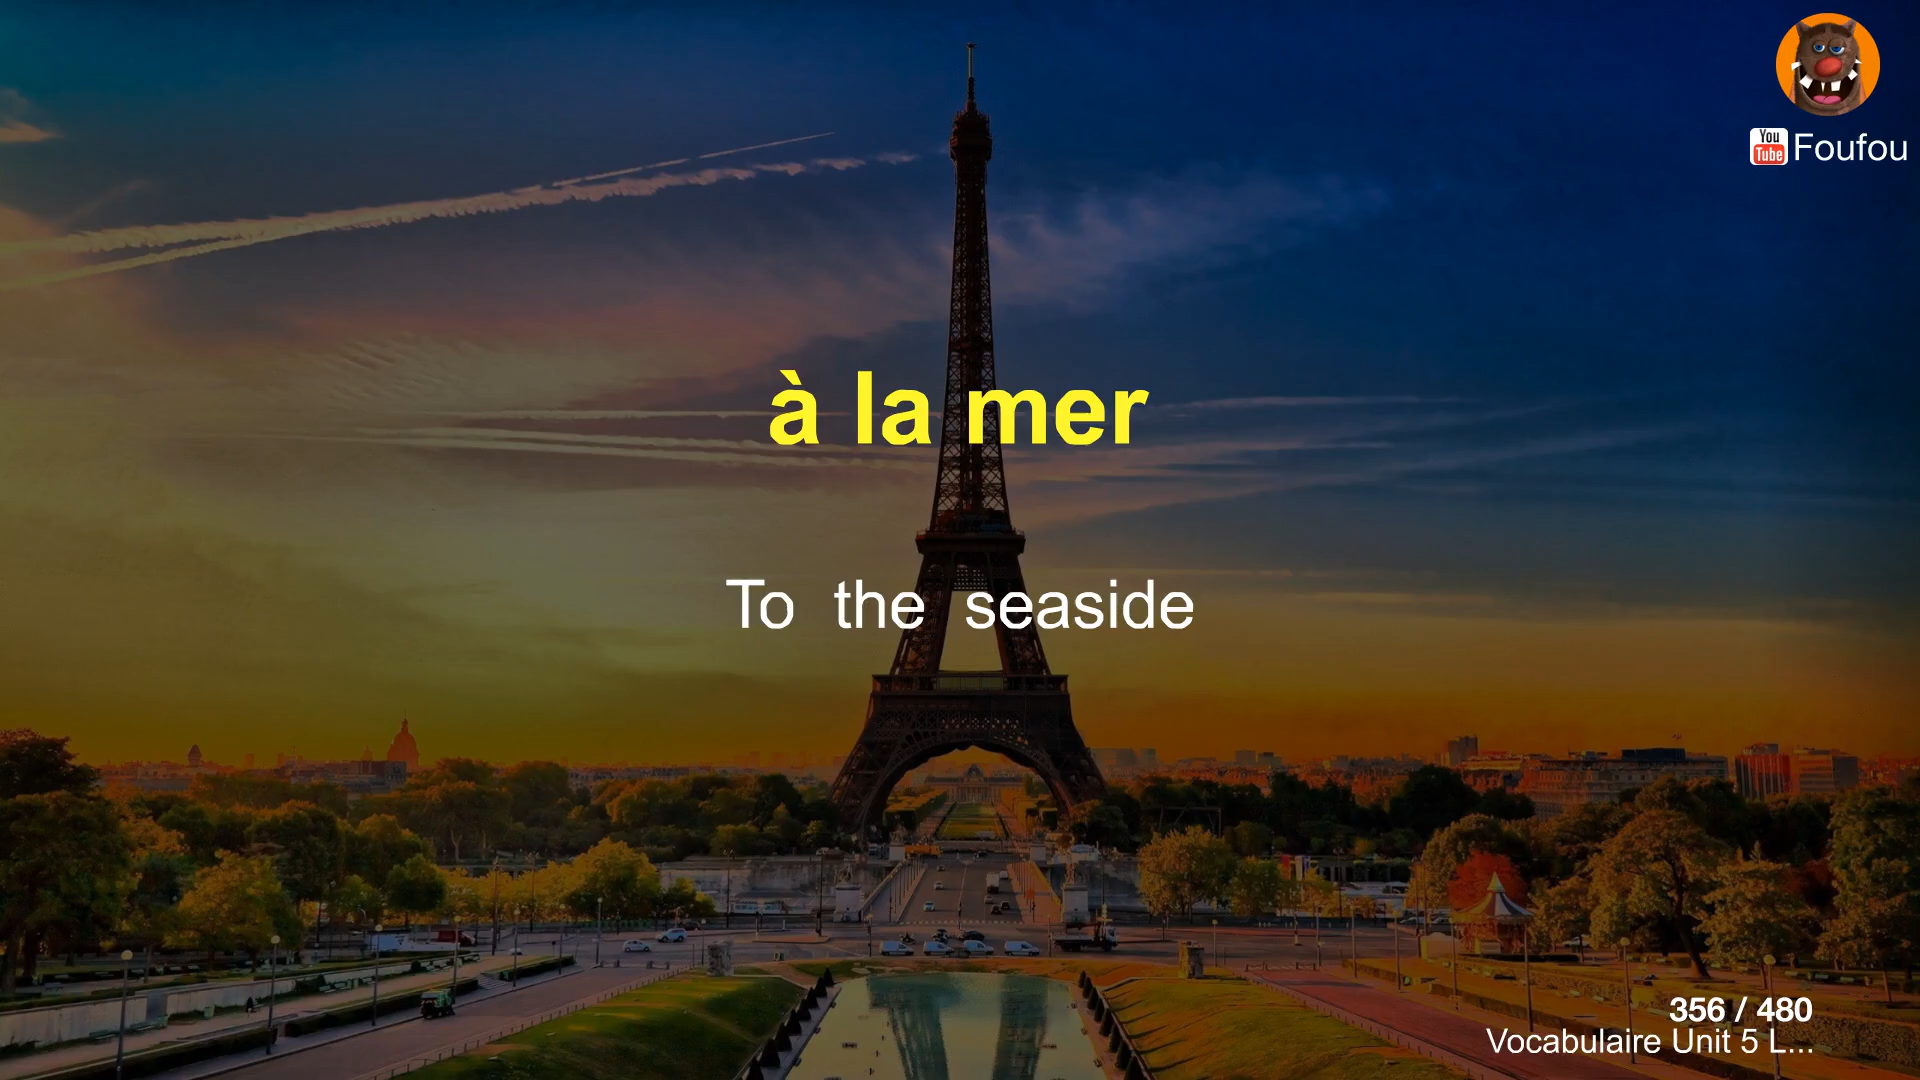 You
Tube Foufou
à la mer
To the seaside
356 / 480
Vocabulaire Unit 5 L...